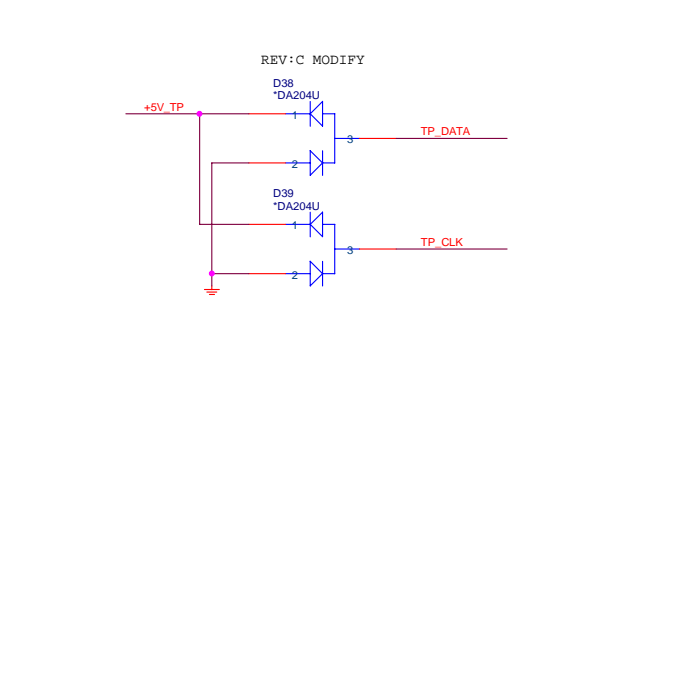 REV:C MODIFY
D38
*DA204U
+5V_TP
1
TP_DATA
3
2
D39
*DA204U
1
TP_CLK
3
2